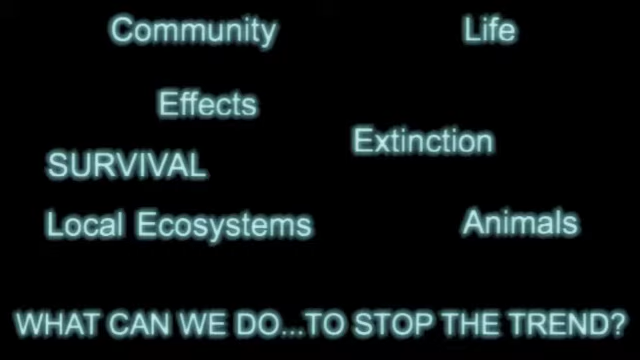 Community
Life
Effects
Extinction
SURVIVAL
Local Ecosystems
Animals
WHAT CAN WE DO...TO STOP THE TREND?